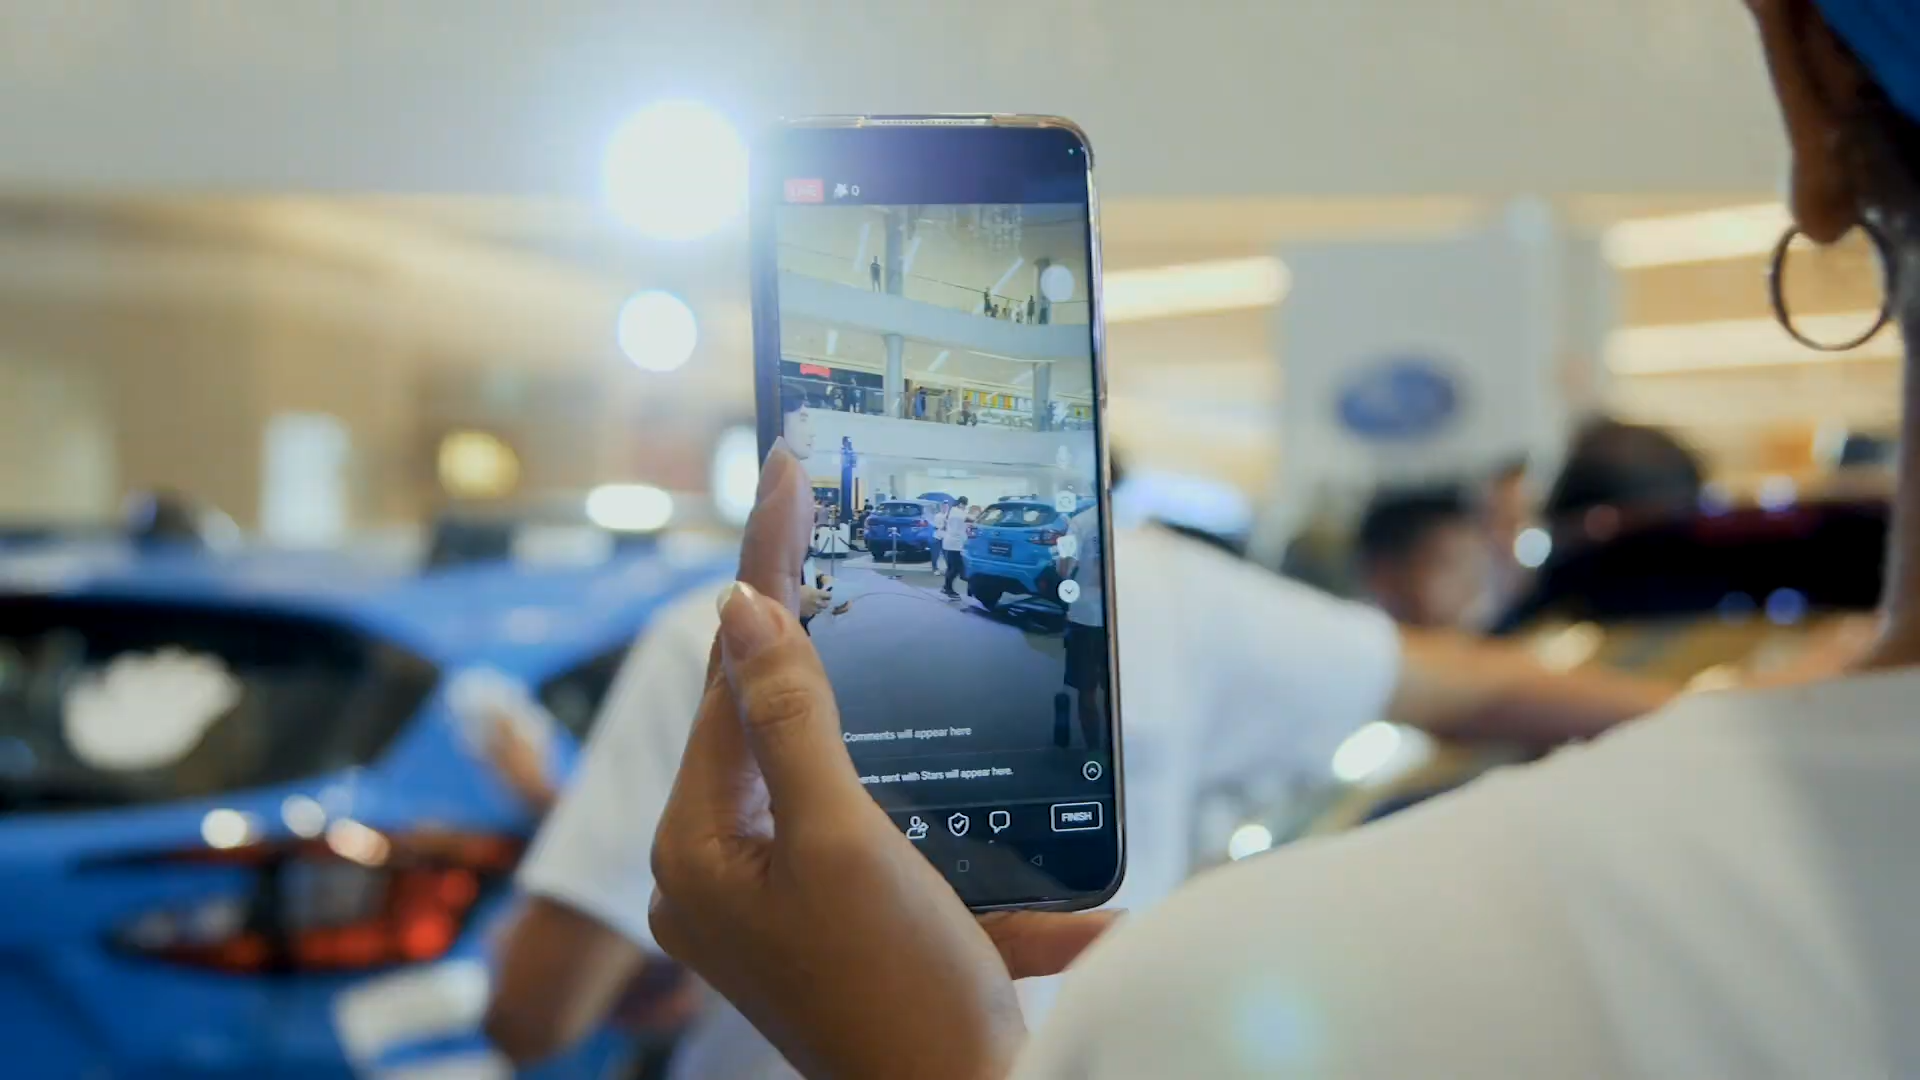 LIVE
0
Comments will appear here
ents sent with Stars will appear here.
FINISH